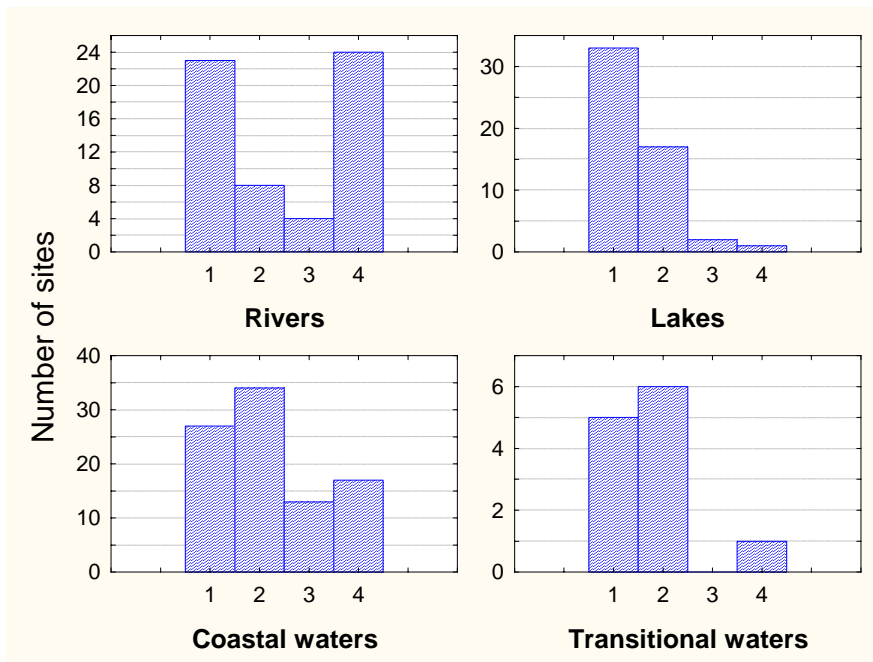 Number of sites
24
20
16
12
8
4
0
1 2 3 4
Rivers
30
20
10
0
1 2 3 4
Lakes
40
30
20
10
0
1 2 3 4
Coastal waters
6
4
2
0
1 2 3 4
Transitional waters